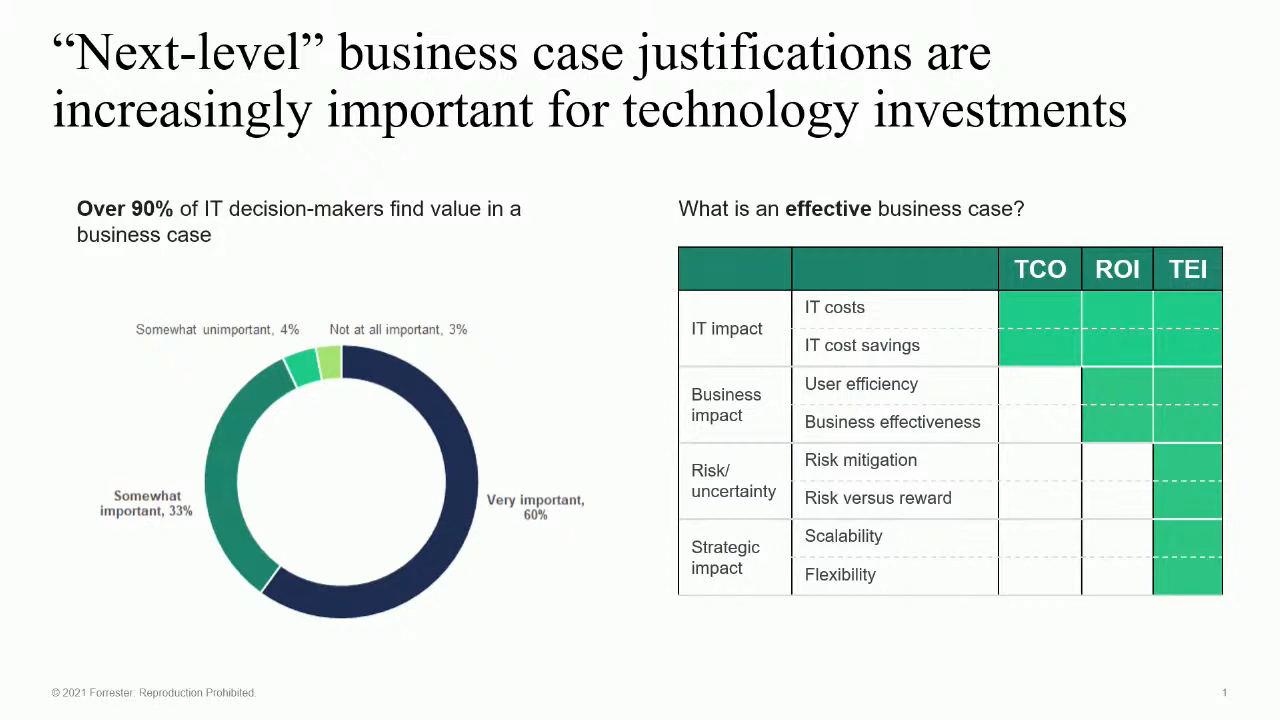 “Next-level” business case justifications are
increasingly important for technology investments
Over 90% of IT decision-makers find value in a
business case
Somewhat unimportant, 4%
Not at all important, 3%
Somewhat
important, 33%
Very important,
60%
What is an effective business case?
TCO ROI TEI
IT impact
IT costs
IT cost savings
Business
impact
User efficiency
Business effectiveness
Risk/
uncertainty
Risk mitigation
Risk versus reward
Strategic
impact
Scalability
Flexibility
© 2021 Forrester. Reproduction Prohibited.
1